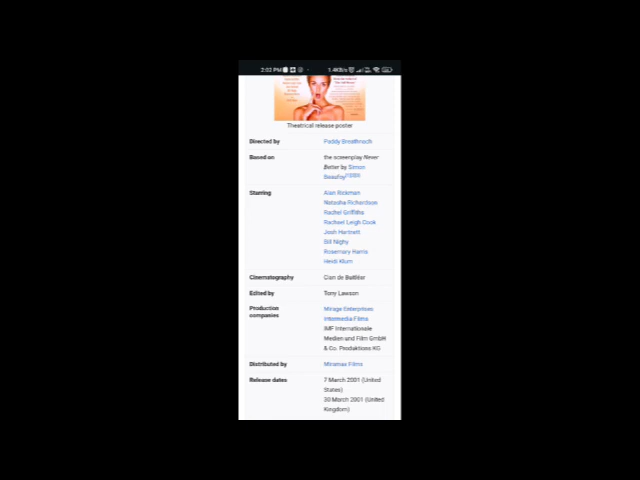 2:02 PM
1.4KB/s
Theatrical release poster
Directed by Paddy Breathnach
Based on the screenplay Never
Better by Simon
Beaufoy
Starring Alan Rickman
Natasha Richardson
Rachel Griffiths
Rachael Leigh Cook
Josh Hartnett
Bill Nighy
Rosemary Harris
Heidi Klum
Cinematography Cian de Buitléar
Edited by Tony Lawson
Production Mirage Enterprises
companies Intermedia Films
IMF Internationale
Medien und Film GmbH
& Co. Produktions KG
Distributed by Miramax Films
Release dates 7 March 2001 (United
States)
30 March 2001 (United
Kingdom)